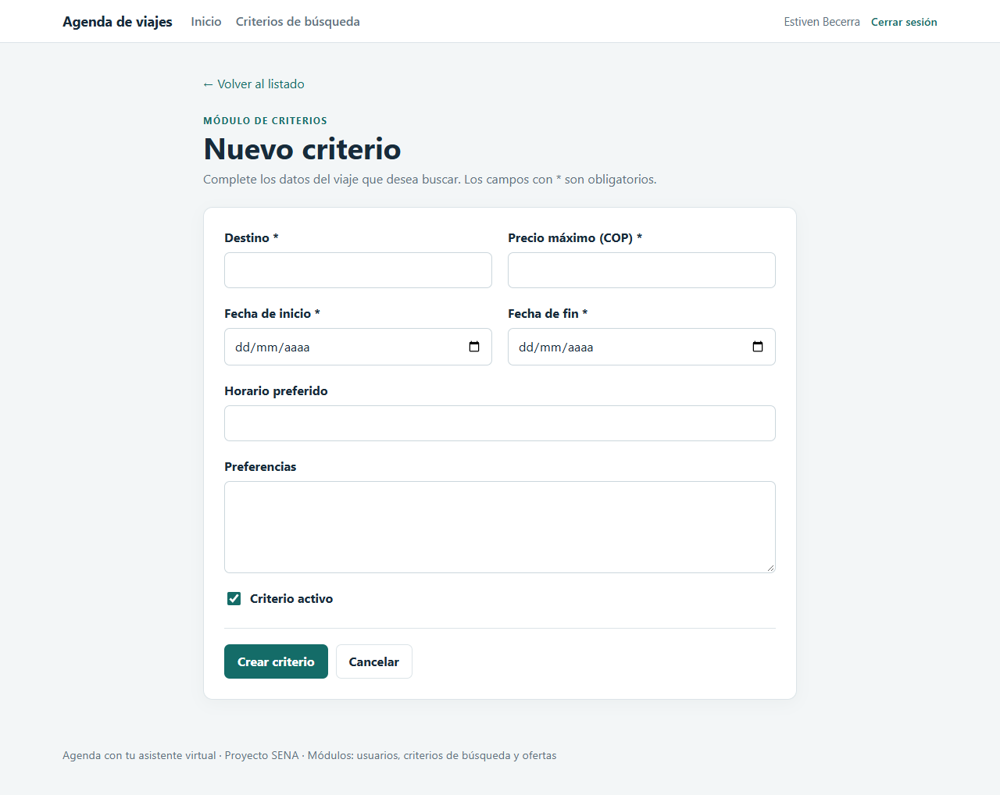 Agenda de viajes Inicio Criterios de búsqueda Estiven Becerra Cerrar sesión
← Volver al listado
MÓDULO DE CRITERIOS
Nuevo criterio
Complete los datos del viaje que desea buscar. Los campos con * son obligatorios.
Destino * Precio máximo (COP) *
Fecha de inicio * Fecha de fin *
dd/mm/aaaa dd/mm/aaaa
Horario preferido
Preferencias
Criterio activo
Crear criterio Cancelar
Agenda con tu asistente virtual · Proyecto SENA · Módulos: usuarios, criterios de búsqueda y ofertas